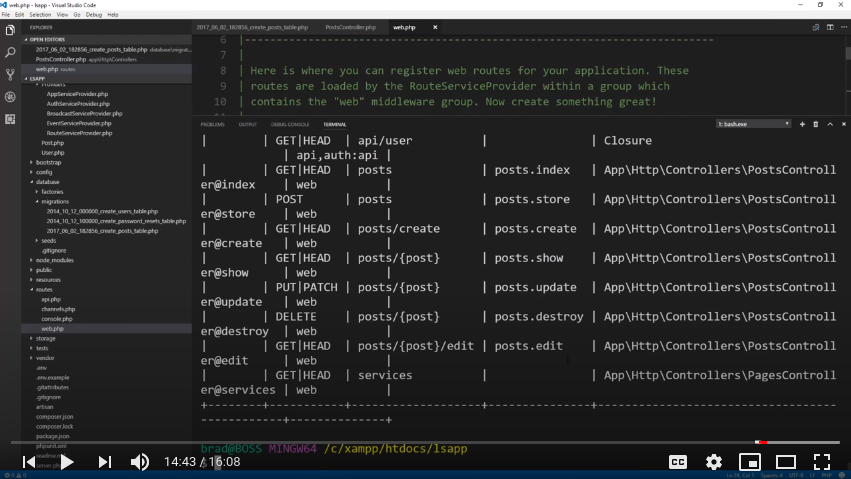 web.php - lsapp - Visual Studio Code
File Edit Selection View Go Debug Help
EXPLORER
2017_06_02_182856_create_posts_table.php PostsController.php web.php ×
OPEN EDITORS
2017_06_02_182856_create_posts_table.php database\migrat...
PostsController.php app\Http\Controllers
web.php routes
LSAPP
Providers
AppServiceProvider.php
AuthServiceProvider.php
BroadcastServiceProvider.php
EventServiceProvider.php
RouteServiceProvider.php
Post.php
User.php
bootstrap
config
database
factories
migrations
2014_10_12_000000_create_users_table.php
2014_10_12_100000_create_password_resets_table.php
2017_06_02_182856_create_posts_table.php
seeds
.gitignore
node_modules
public
resources
routes
api.php
channels.php
console.php
web.php
storage
tests
vendor
.env
.env.example
.gitattributes
.gitignore
artisan
composer.json
composer.lock
package.json
phpunit.xml
readme.md
server.php
6 |--------------------------------------------------------------------------
7 |
8 | Here is where you can register web routes for your application. These
9 | routes are loaded by the RouteServiceProvider within a group which
10 | contains the "web" middleware group. Now create something great!
PROBLEMS OUTPUT DEBUG CONSOLE TERMINAL 1: bash.exe
| | GET|HEAD | api/user | | Closure
| api,auth:api |
| | GET|HEAD | posts | posts.index | App\Http\Controllers\PostsControll
er@index | web |
| | POST | posts | posts.store | App\Http\Controllers\PostsControll
er@store | web |
| | GET|HEAD | posts/create | posts.create | App\Http\Controllers\PostsControll
er@create | web |
| | GET|HEAD | posts/{post} | posts.show | App\Http\Controllers\PostsControll
er@show | web |
| | PUT|PATCH | posts/{post} | posts.update | App\Http\Controllers\PostsControll
er@update | web |
| | DELETE | posts/{post} | posts.destroy | App\Http\Controllers\PostsControll
er@destroy | web |
| | GET|HEAD | posts/{post}/edit | posts.edit | App\Http\Controllers\PostsControll
er@edit | web |
| | GET|HEAD | services | | App\Http\Controllers\PagesControll
er@services | web |
+--------+-----------+-------------------+---------------+-----------------------------------
------------+--------------+
brad@BOSS MINGW64 /c/xampp/htdocs/lsapp
$
14:43 / 16:08
CC